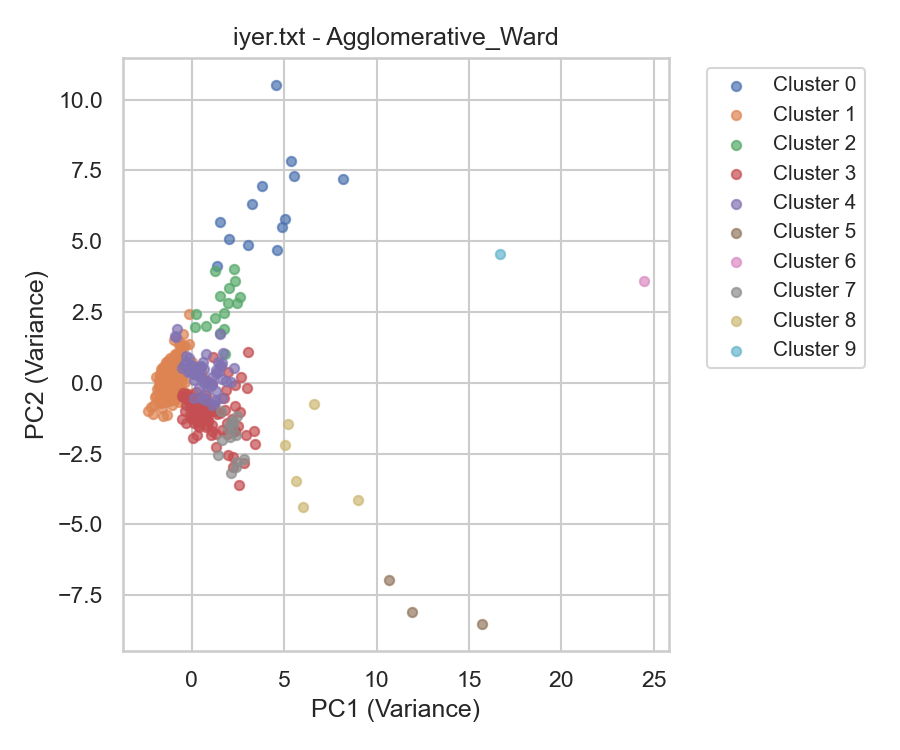 iyer.txt - Agglomerative_Ward
10.0
7.5
5.0
2.5
0.0
−2.5
−5.0
−7.5
PC2 (Variance)
0 5 10 15 20 25
PC1 (Variance)
Cluster 0
Cluster 1
Cluster 2
Cluster 3
Cluster 4
Cluster 5
Cluster 6
Cluster 7
Cluster 8
Cluster 9